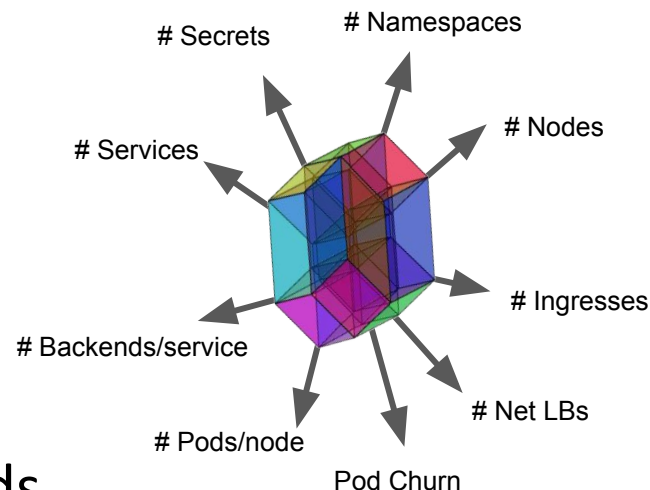 # Namespaces
# Secrets
# Nodes
# Services
# Ingresses
# Backends/service
# Net LBs
# Pods/node
Pod Churn